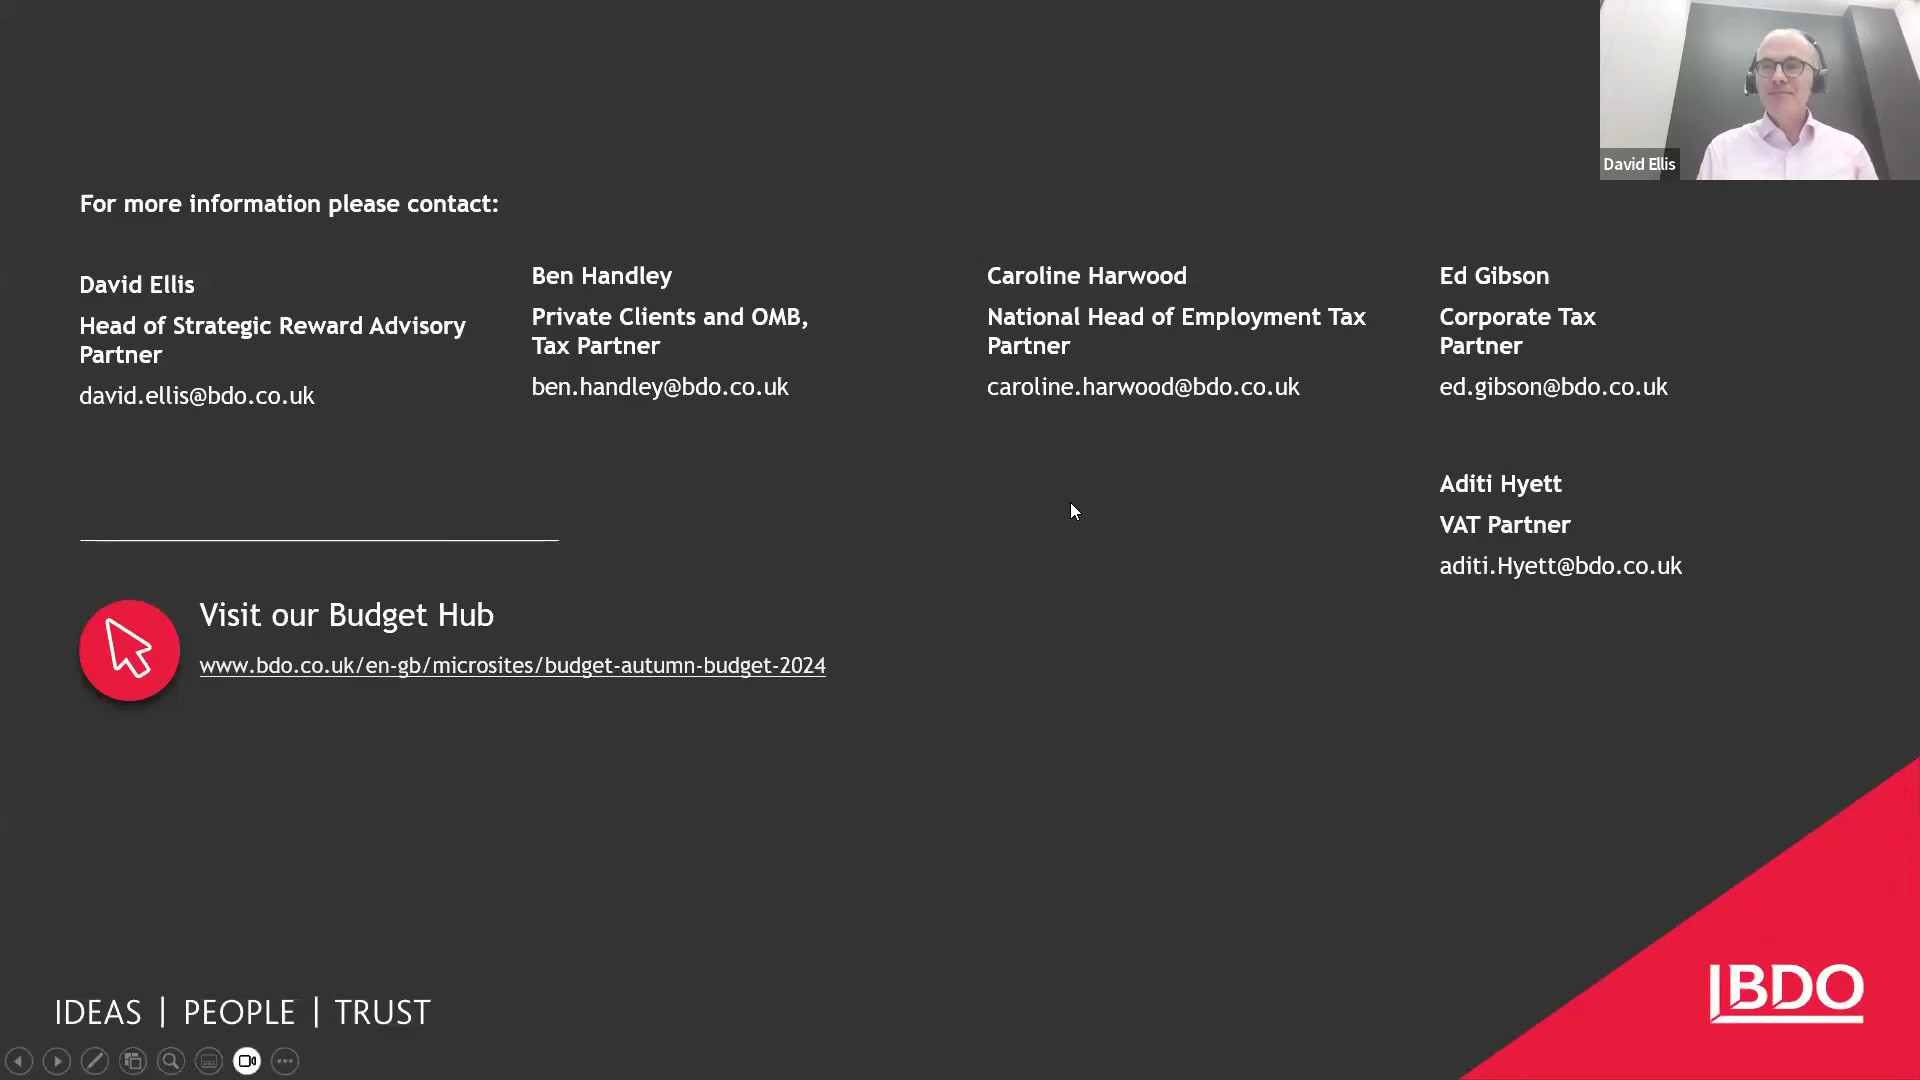 David Ellis
For more information please contact:
David Ellis
Head of Strategic Reward Advisory
Partner
david.ellis@bdo.co.uk
Ben Handley
Private Clients and OMB,
Tax Partner
ben.handley@bdo.co.uk
Caroline Harwood
National Head of Employment Tax
Partner
caroline.harwood@bdo.co.uk
Ed Gibson
Corporate Tax
Partner
ed.gibson@bdo.co.uk
Aditi Hyett
VAT Partner
aditi.Hyett@bdo.co.uk
Visit our Budget Hub
www.bdo.co.uk/en-gb/microsites/budget-autumn-budget-2024
IDEAS | PEOPLE | TRUST
BDO